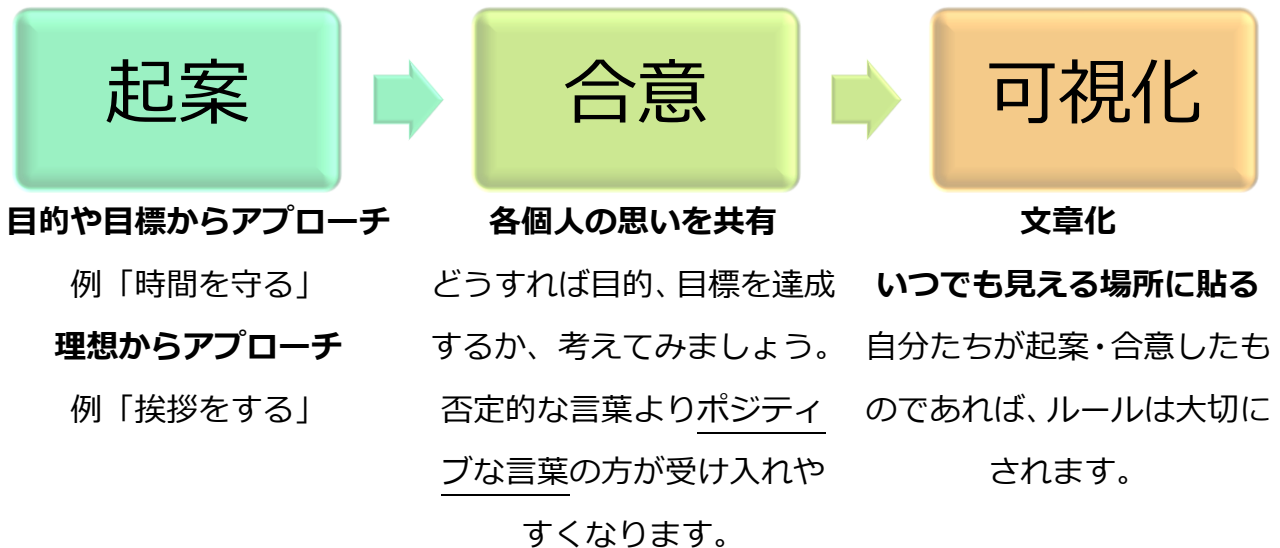 起案
目的や目標からアプローチ
例「時間を守る」
理想からアプローチ
例「挨拶をする」
合意
各個人の思いを共有
どうすれば目的、目標を達成
するか、考えてみましょう。
否定的な言葉よりポジティ
ブな言葉の方が受け入れや
すくなります。
可視化
文章化
いつでも見える場所に貼る
自分たちが起案・合意したも
のであれば、ルールは大切に
されます。